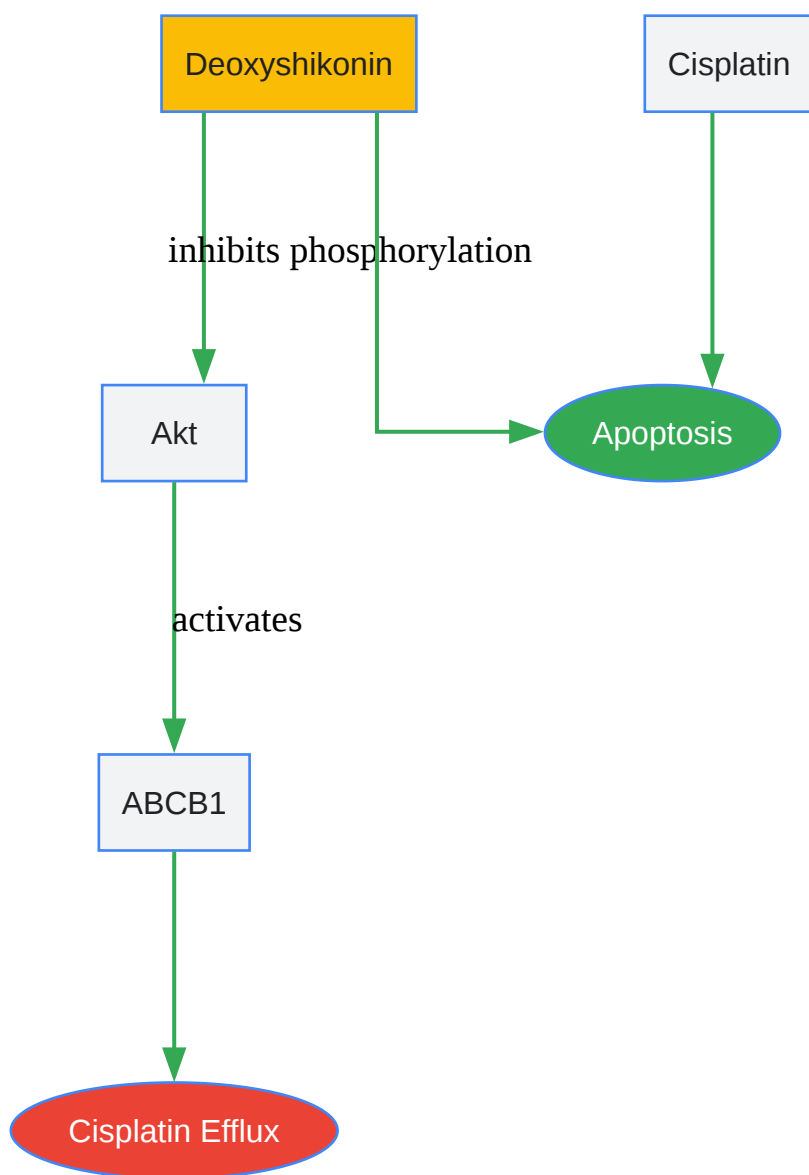 Deoxyshikonin
Cisplatin
inhibits phosphorylation
Akt
Apoptosis
activates
ABCB1
Cisplatin Efflux